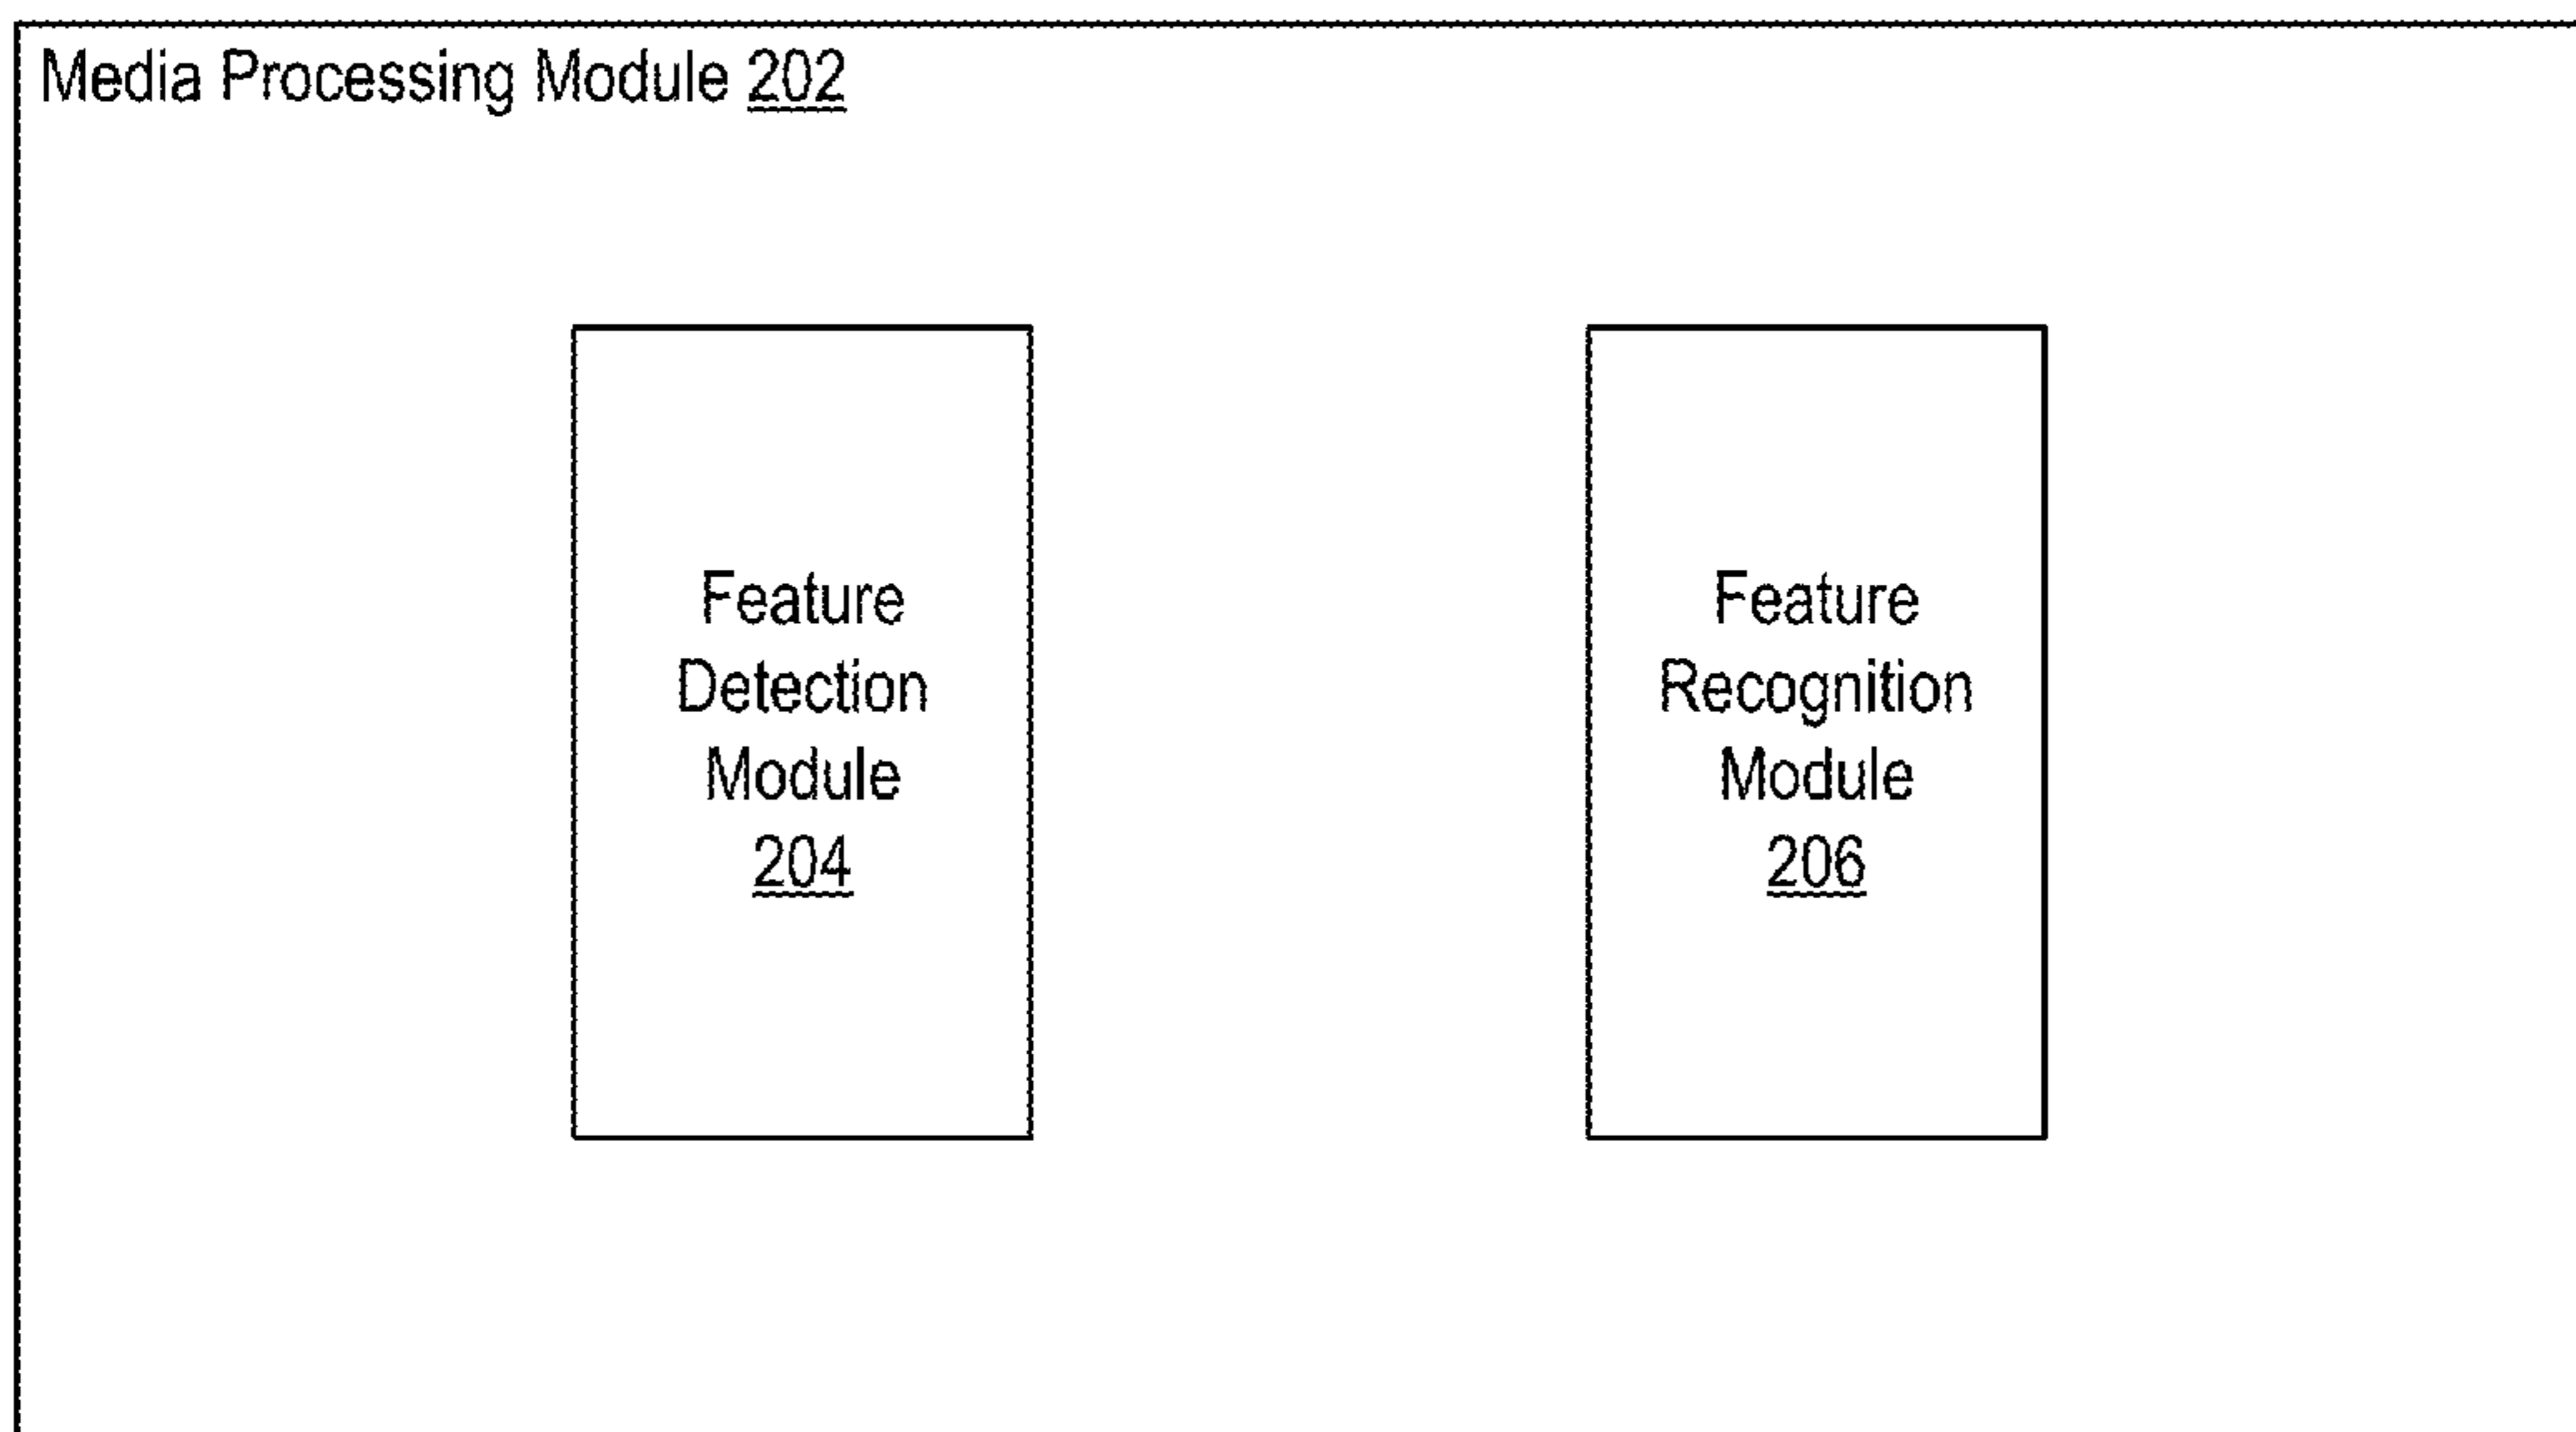 Media Processing Module 202
Feature
Detection
Module
204
Feature
Recognition
Module
206